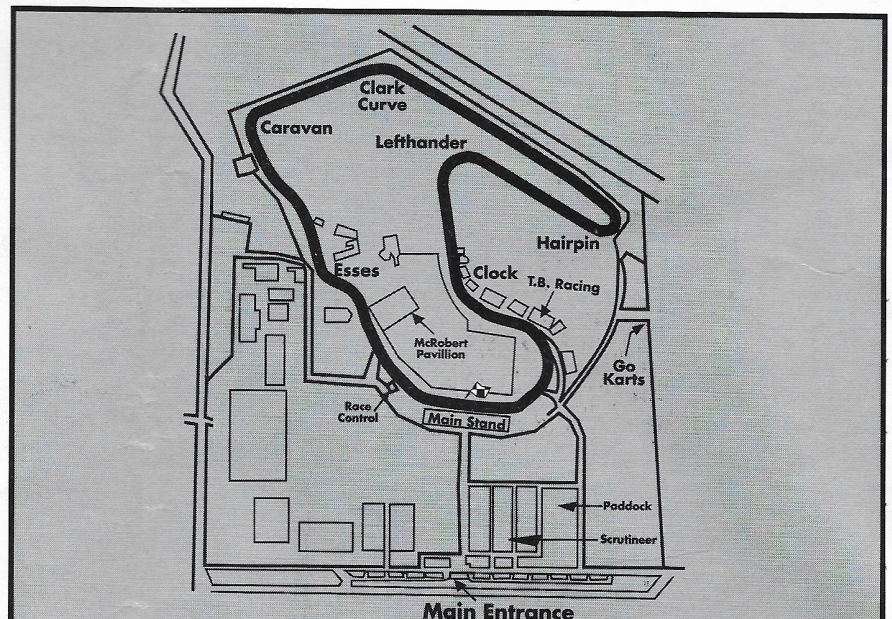 Clark
Curve
Caravan
Lefthander
Hairpin
Esses
Clock
T.B. Racing
McRobert
Pavillion
Go
Karts
Race
Control
Main Stand
Paddock
Scrutineer
Main Entrance